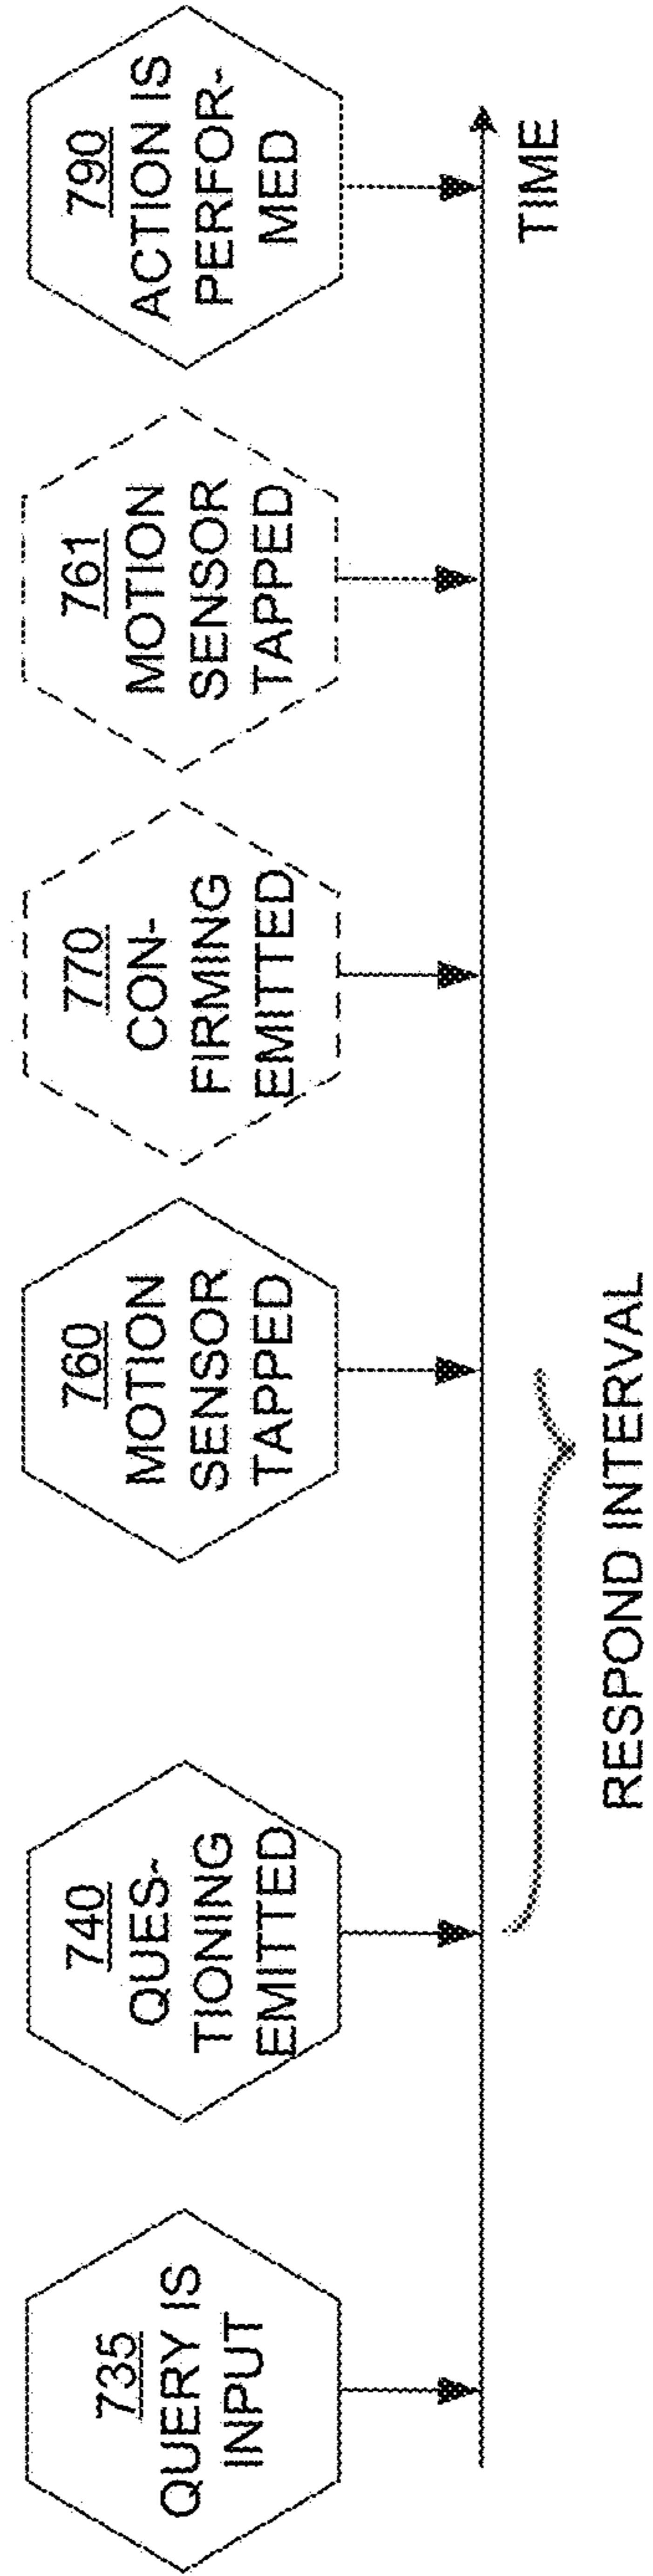 735
QUERY IS
INPUT
740
QUES-
TIONING
EMITTED
760
MOTION
SENSOR
TAPPED
770
CON-
FIRMING
EMITTED
761
MOTION
SENSOR
TAPPED
790
ACTION IS
PERFOR-
MED
TIME
RESPOND INTERVAL